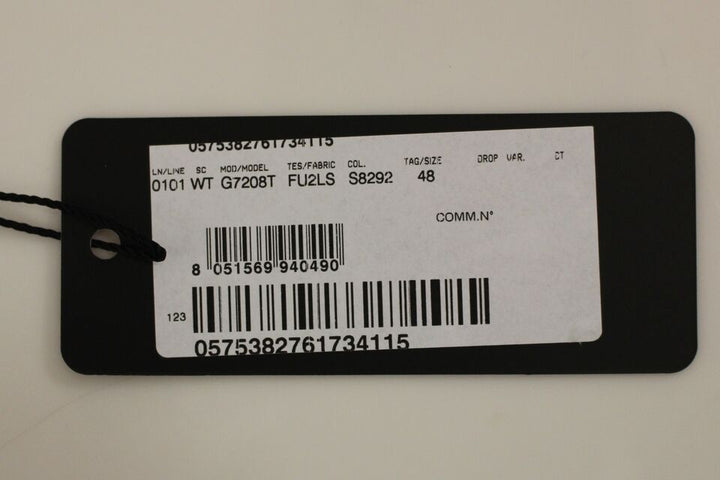 0575382761734115
LN/LINE SC MOD/MODEL TES/FABRIC COL. TAG/SIZE DROP VAR. CT
0101 WT G7208T FU2LS S8292 48
COMM.N°
8 051569 940490
123
0575382761734115